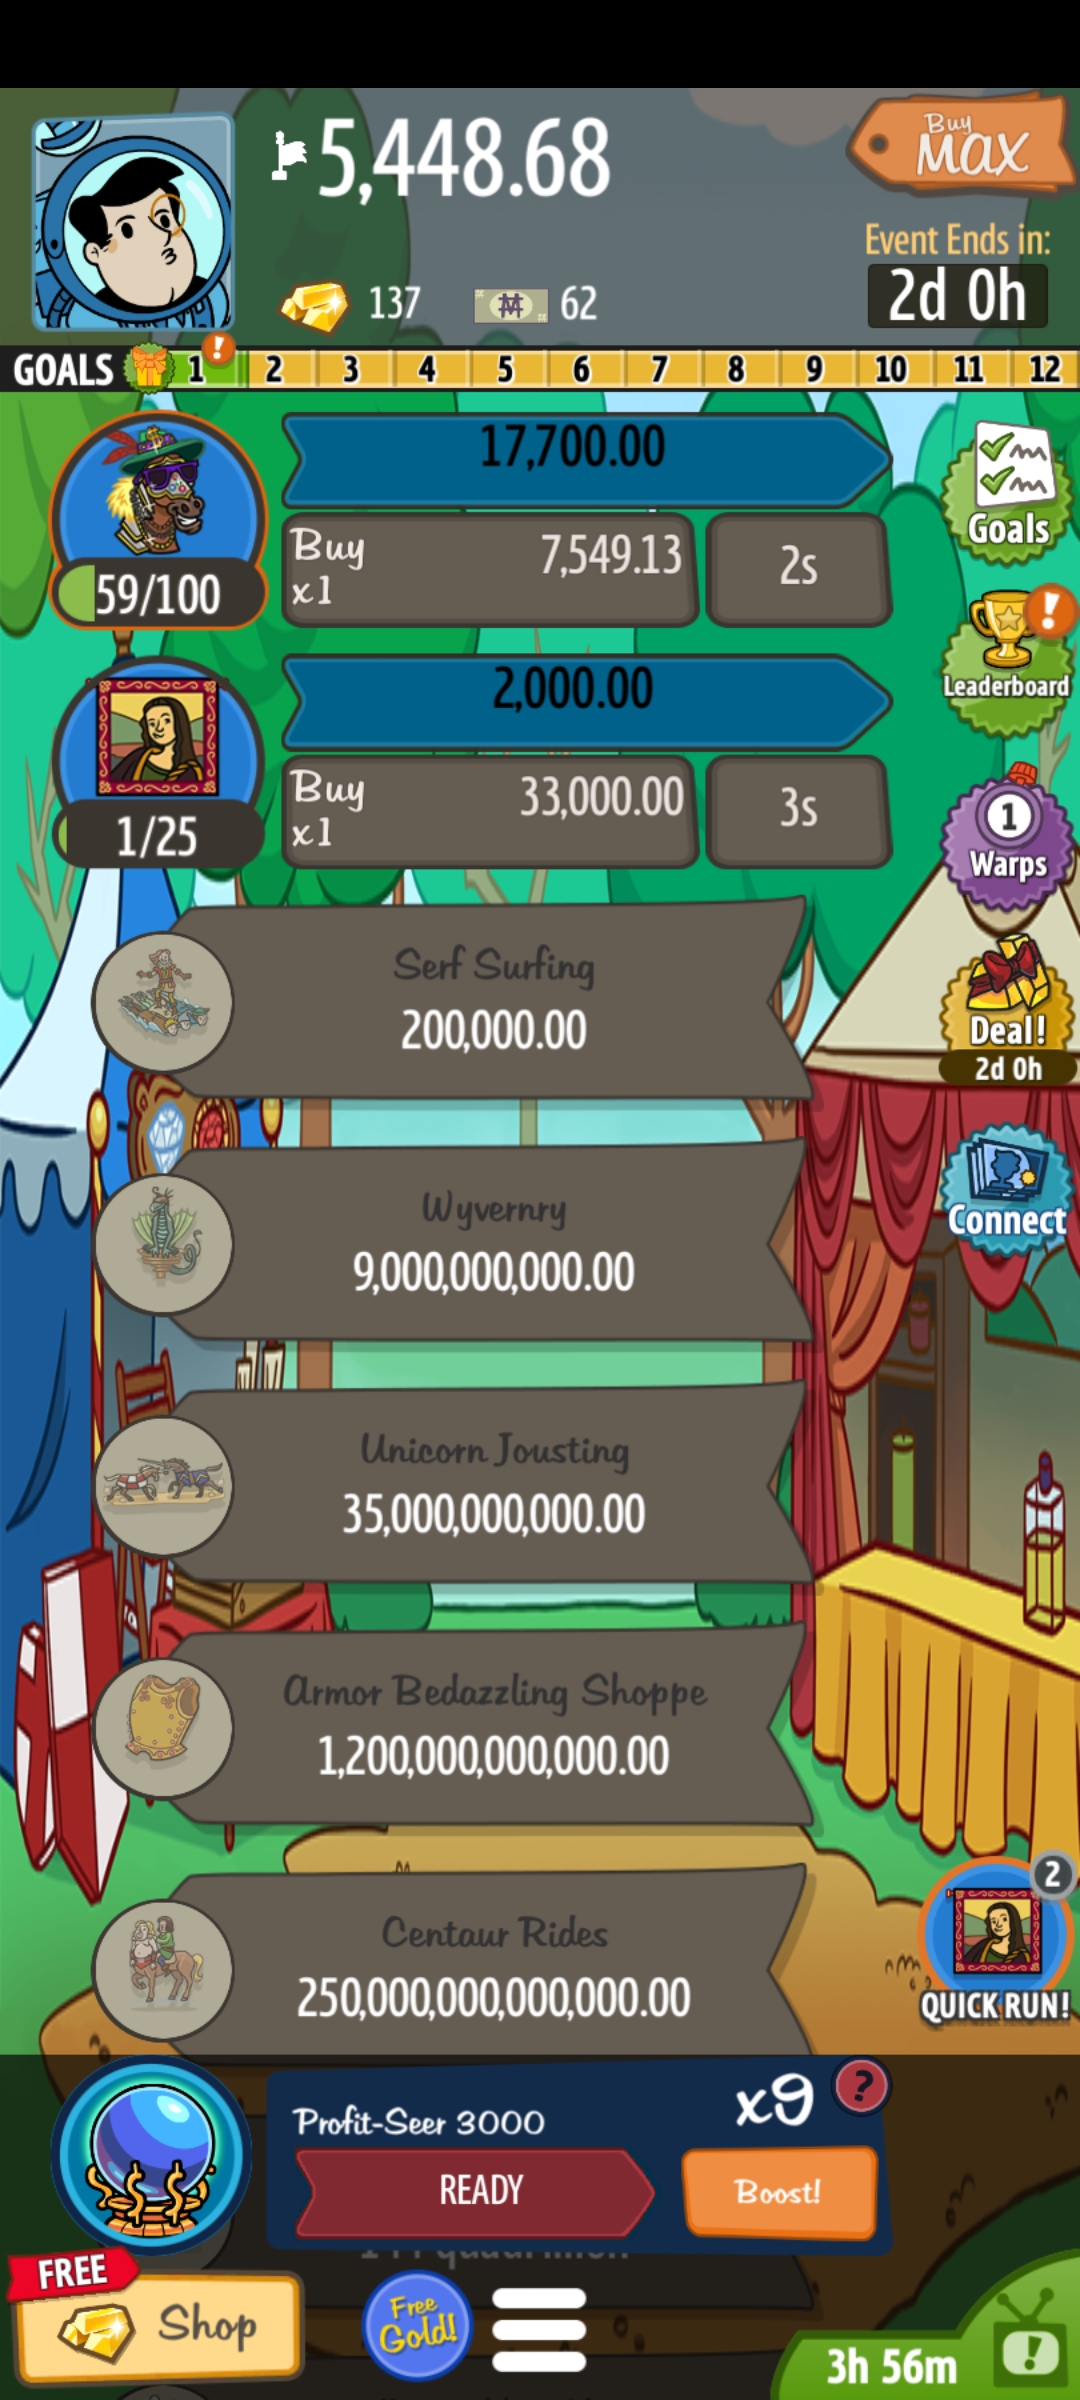 5,448.68
Buy
MAX
Event Ends in:
2d 0h
137
62
GOALS 1 ! 2 3 4 5 6 7 8 9 10 11 12
17,700.00
Buy
x1
7,549.13
2s
59/100
Goals
2,000.00
!
Leaderboard
Buy
x1
33,000.00
3s
1/25
1
Warps
Serf Surfing
200,000.00
Deal!
2d 0h
Wyvernry
9,000,000,000.00
Connect
Unicorn Jousting
35,000,000,000.00
Armor Bedazzling Shoppe
1,200,000,000,000.00
Centaur Rides
250,000,000,000,000.00
2
QUICK RUN!
Profit-Seer 3000
x9
?
READY
Boost!
FREE
Shop
Free
Gold!
3h 56m
!